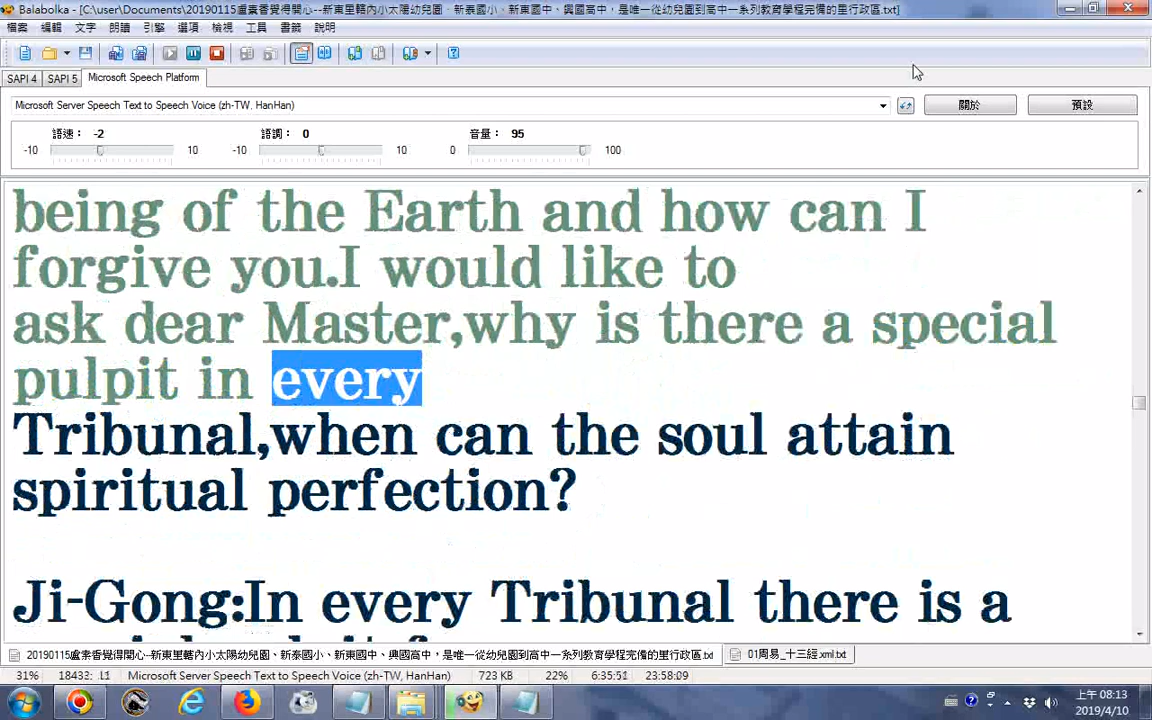 Balabolka - [C:\user\Documents\20190115盧素香覺得開心--新東里轄內小太陽幼兒園、新泰國小、新東國中、興國高中，是唯一從幼兒園到高中一系列教育學程完備的里行政區.txt]
檔案 編輯 文字 朗讀 引擎 選項 檢視 工具 書籤 說明
SAPI 4 SAPI 5 Microsoft Speech Platform
Microsoft Server Speech Text to Speech Voice (zh-TW, HanHan) 關於 預設
語速： -2 語調： 0 音量： 95
-10 10 -10 10 0 100
being of the Earth and how can I
forgive you.I would like to
ask dear Master,why is there a special
pulpit in every
Tribunal,when can the soul attain
spiritual perfection?
Ji-Gong:In every Tribunal there is a
20190115盧素香覺得開心--新東里轄內小太陽幼兒園、新泰國小、新東國中、興國高中，是唯一從幼兒園到高中一系列教育學程完備的里行政區.txt 01周易_十三經.xml.txt
31% 18432: L1 Microsoft Server Speech Text to Speech Voice (zh-TW, HanHan) 723 KB 22% 6:35:51 23:58:09
上午 08:13
2019/4/10